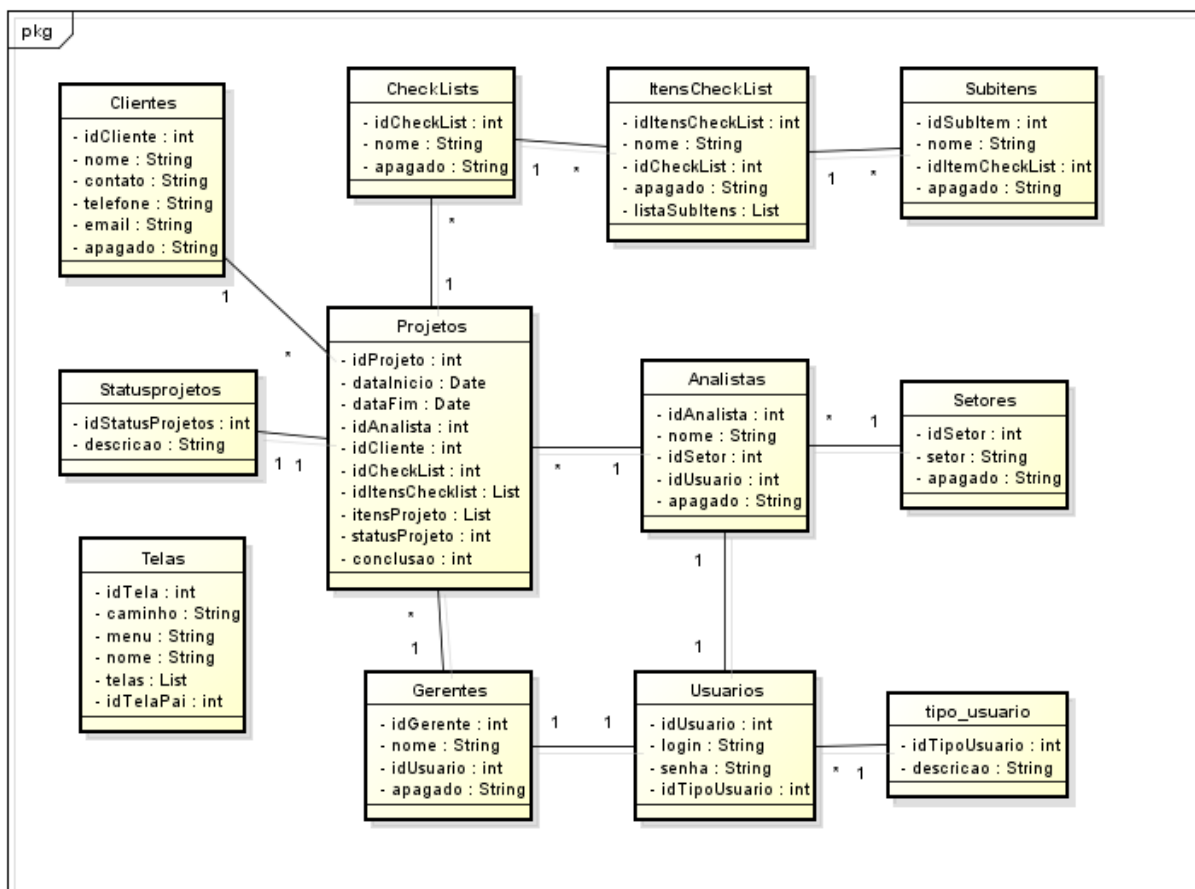 pkg
Clientes
- idCliente : int
- nome : String
- contato : String
- telefone : String
- email : String
- apagado : String
CheckLists
- idCheckList : int
- nome : String
- apagado : String
ItensCheckList
- idItensCheckList : int
- nome : String
- idCheckList : int
- apagado : String
- listaSubItens : List
Subitens
- idSubItem : int
- nome : String
- idItemCheckList : int
- apagado : String
1 *
1 *
*
1
1
*
Projetos
- idProjeto : int
- dataInicio : Date
- dataFim : Date
- idAnalista : int
- idCliente : int
- idCheckList : int
- idItensChecklist : List
- itensProjeto : List
- statusProjeto : int
- conclusao : int
Statusprojetos
- idStatusProjetos : int
- descricao : String
1 1
Analistas
- idAnalista : int
- nome : String
- idSetor : int
- idUsuario : int
- apagado : String
* 1
Setores
- idSetor : int
- setor : String
- apagado : String
* 1
Telas
- idTela : int
- caminho : String
- menu : String
- nome : String
- telas : List
- idTelaPai : int
*
1
1
1
Gerentes
- idGerente : int
- nome : String
- idUsuario : int
- apagado : String
1 1
Usuarios
- idUsuario : int
- login : String
- senha : String
- idTipoUsuario : int
* 1
tipo_usuario
- idTipoUsuario : int
- descricao : String